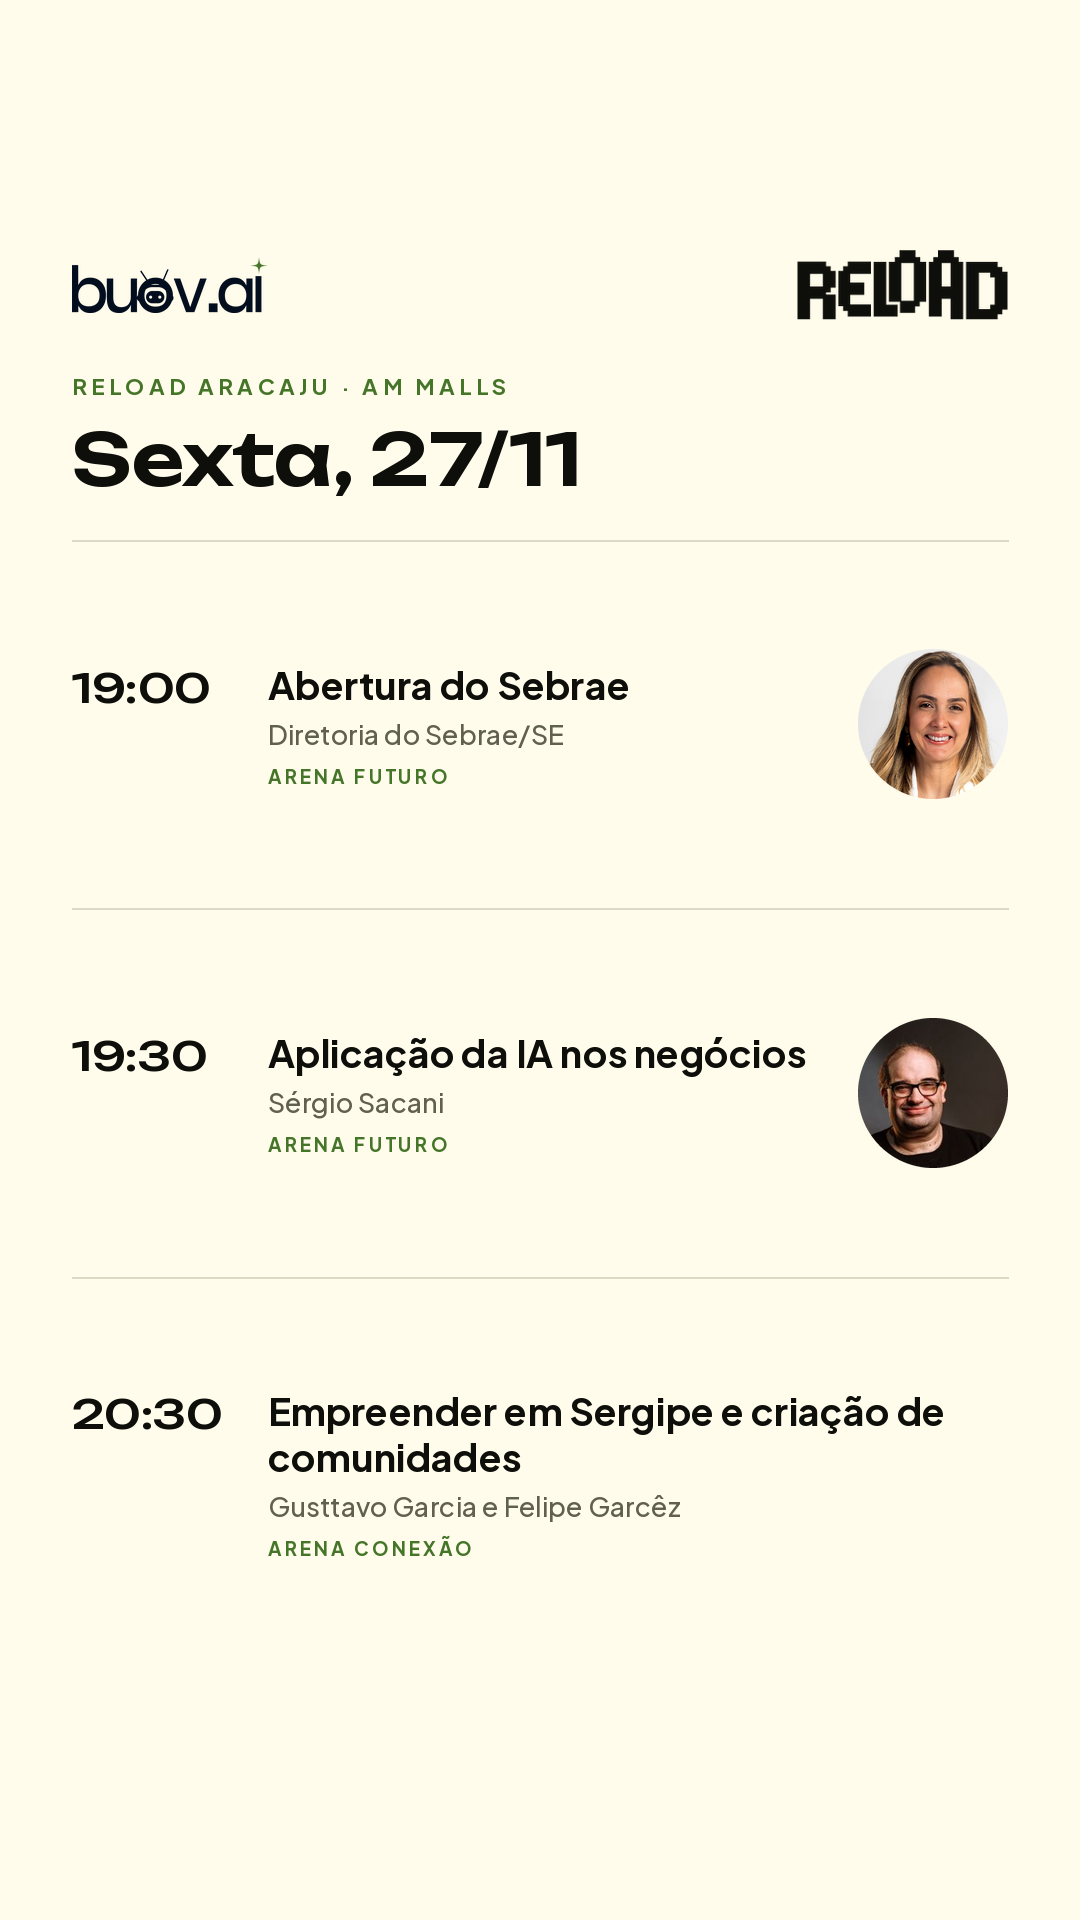 buov.ai
RELOAD
RELOAD ARACAJU · AM MALLS
Sexta, 27/11
19:00
Abertura do Sebrae
Diretoria do Sebrae/SE
ARENA FUTURO
19:30
Aplicação da IA nos negócios
Sérgio Sacani
ARENA FUTURO
20:30
Empreender em Sergipe e criação de
comunidades
Gusttavo Garcia e Felipe Garcêz
ARENA CONEXÃO